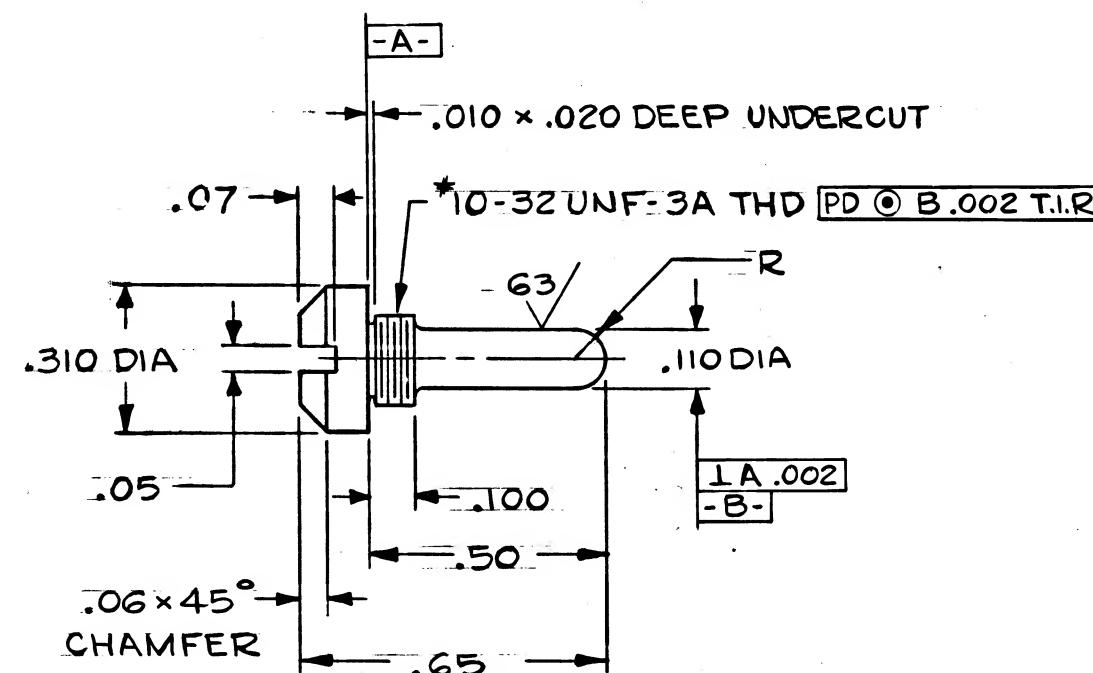 -A-
.010 × .020 DEEP UNDERCUT
.07
*10-32 UNF-3A THD PD ◉ B .002 T.I.R
63
R
.310 DIA
.110 DIA
.05
.100
⊥ A .002
-B-
.50
.06 × 45°
CHAMFER
.65